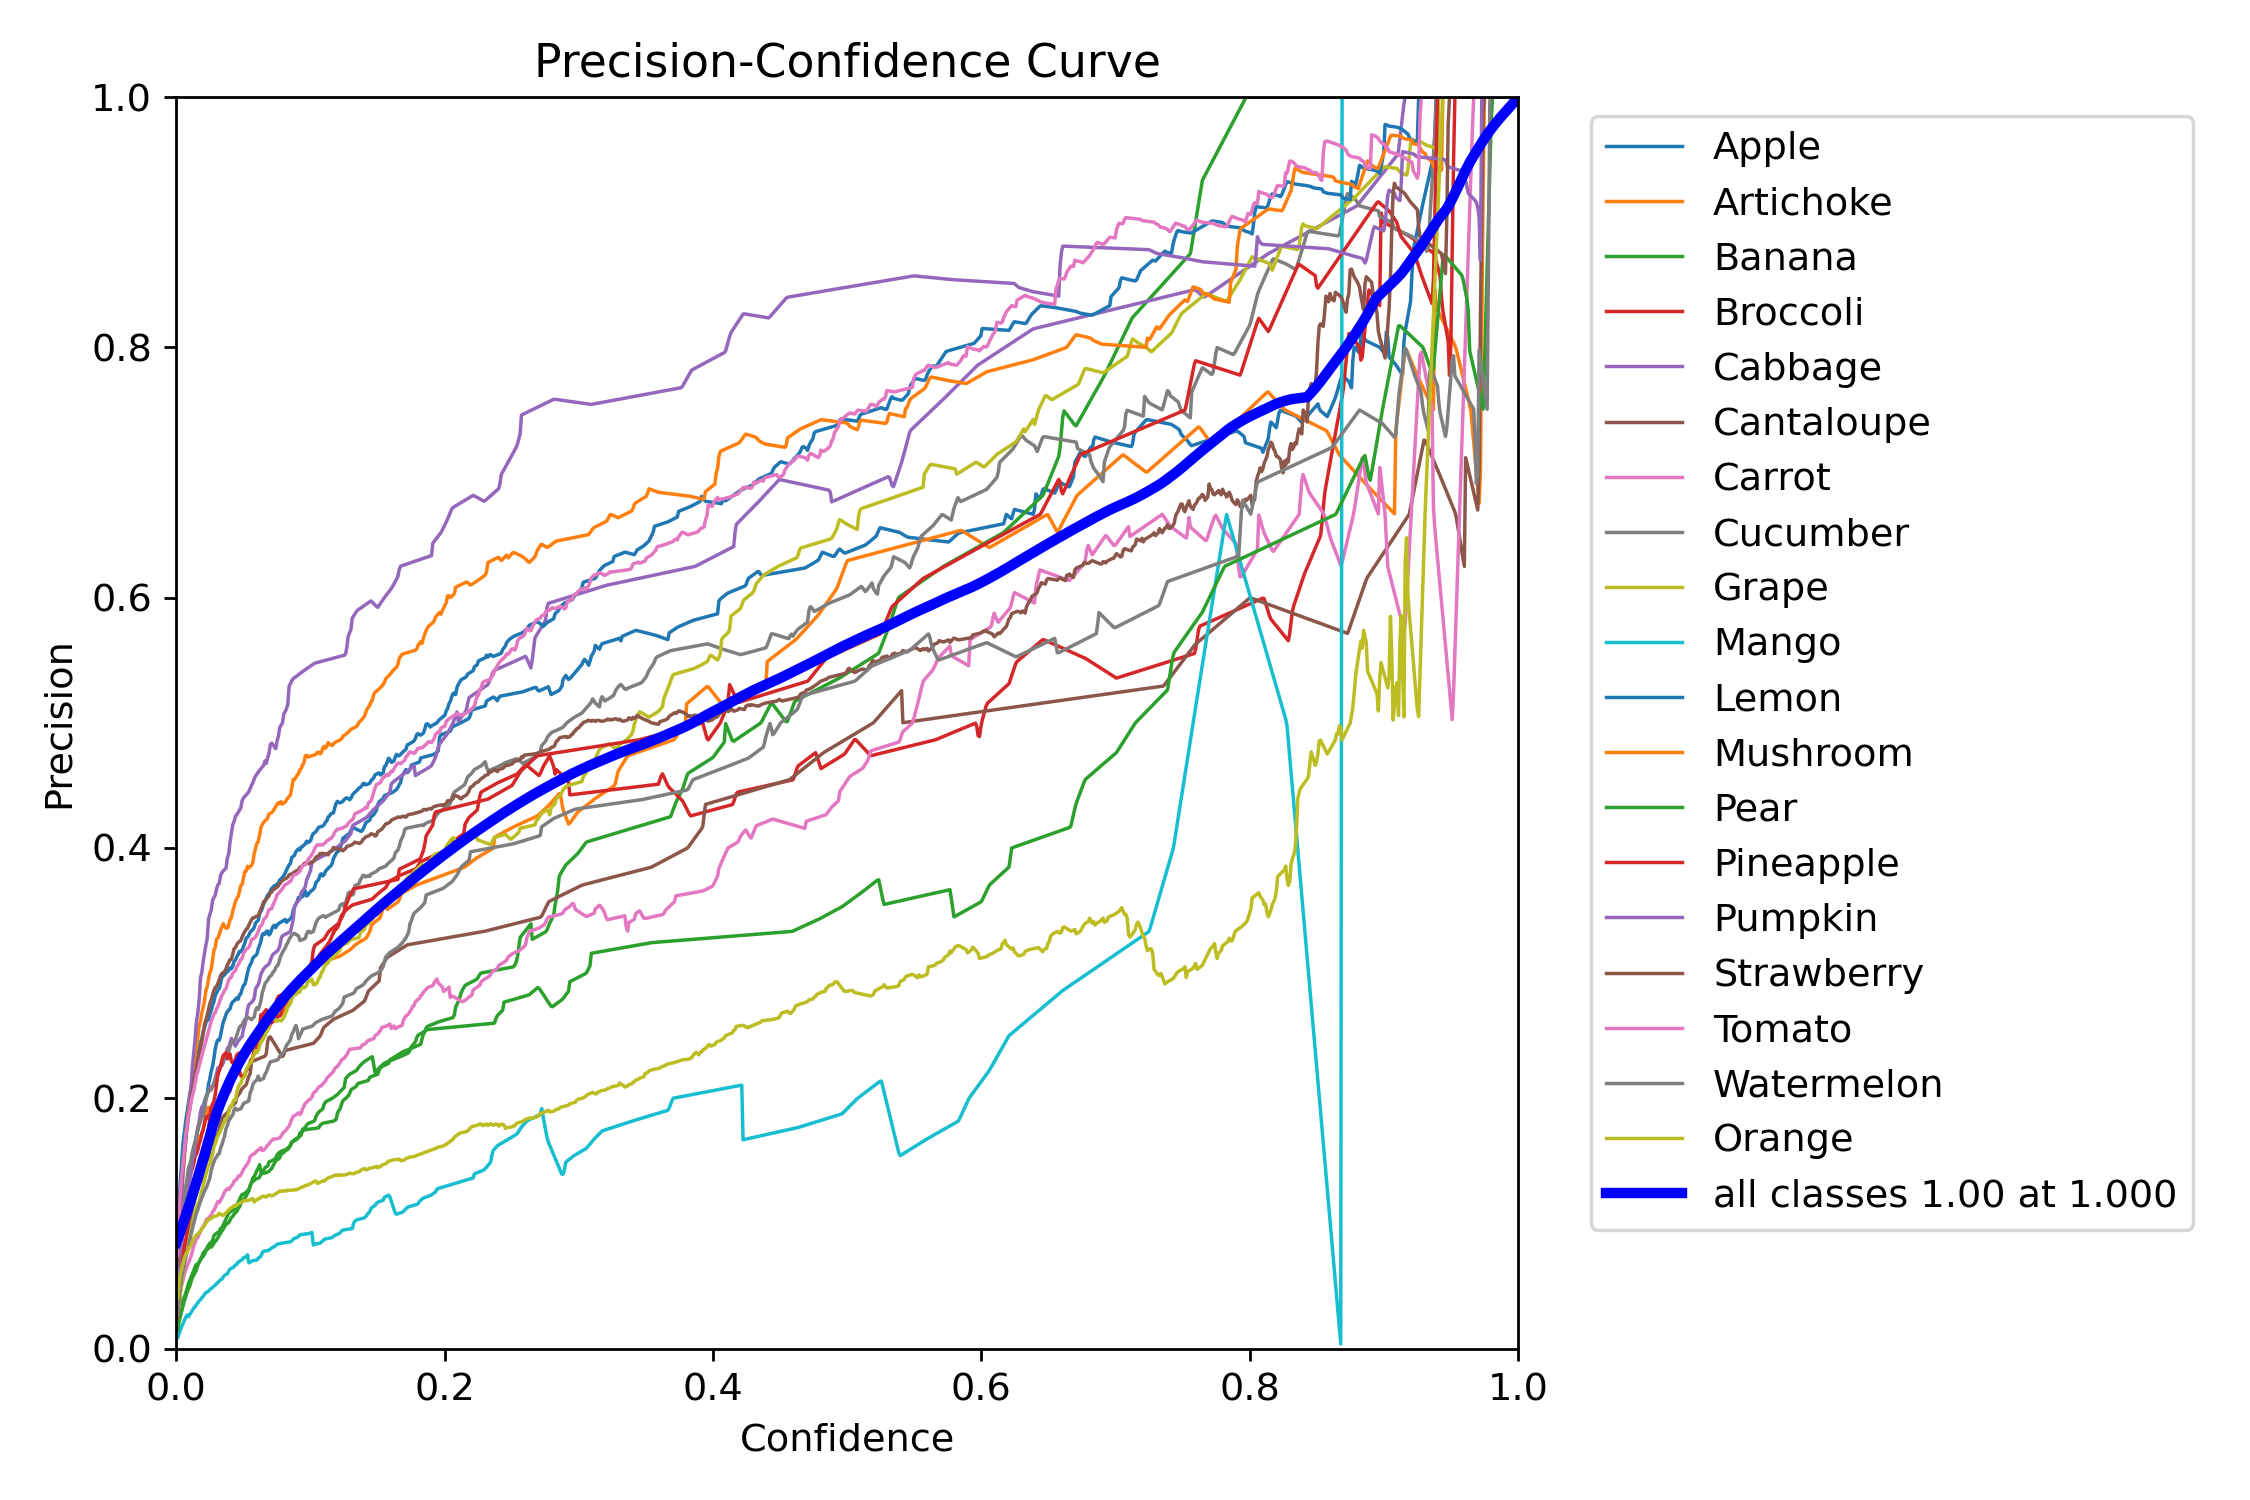 Precision-Confidence Curve
1.0
0.8
0.6
0.4
0.2
0.0
Precision
0.0 0.2 0.4 0.6 0.8 1.0
Confidence
Apple
Artichoke
Banana
Broccoli
Cabbage
Cantaloupe
Carrot
Cucumber
Grape
Mango
Lemon
Mushroom
Pear
Pineapple
Pumpkin
Strawberry
Tomato
Watermelon
Orange
all classes 1.00 at 1.000